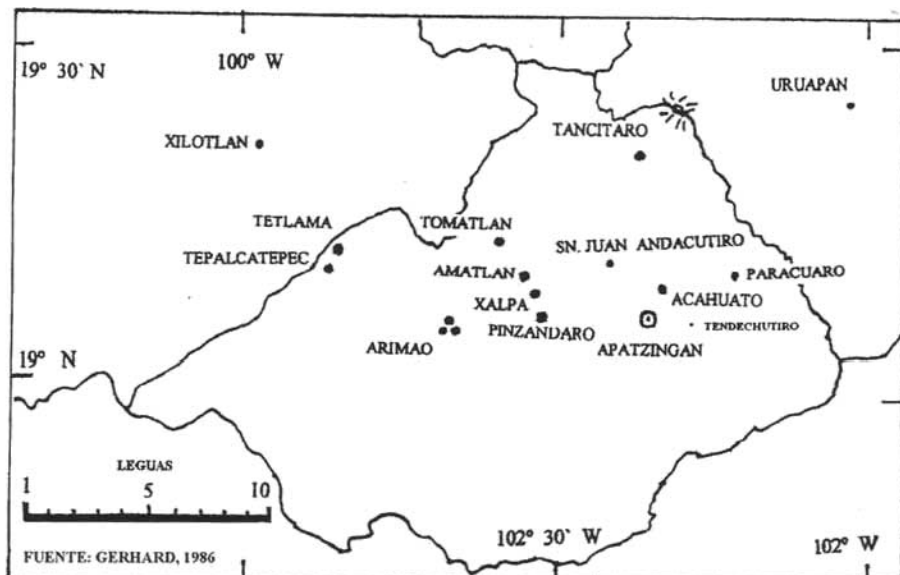 100° W
19° 30` N
URUAPAN
TANCITARO
XILOTLAN
TETLAMA
TOMATLAN
SN. JUAN ANDACUTIRO
TEPALCATEPEC
AMATLAN
PARACUARO
XALPA
ACAHUATO
PINZANDARO
TENDECHUTIRO
ARIMAO
APATZINGAN
19° N
LEGUAS
1 5 10
102° 30` W
102° W
FUENTE: GERHARD, 1986